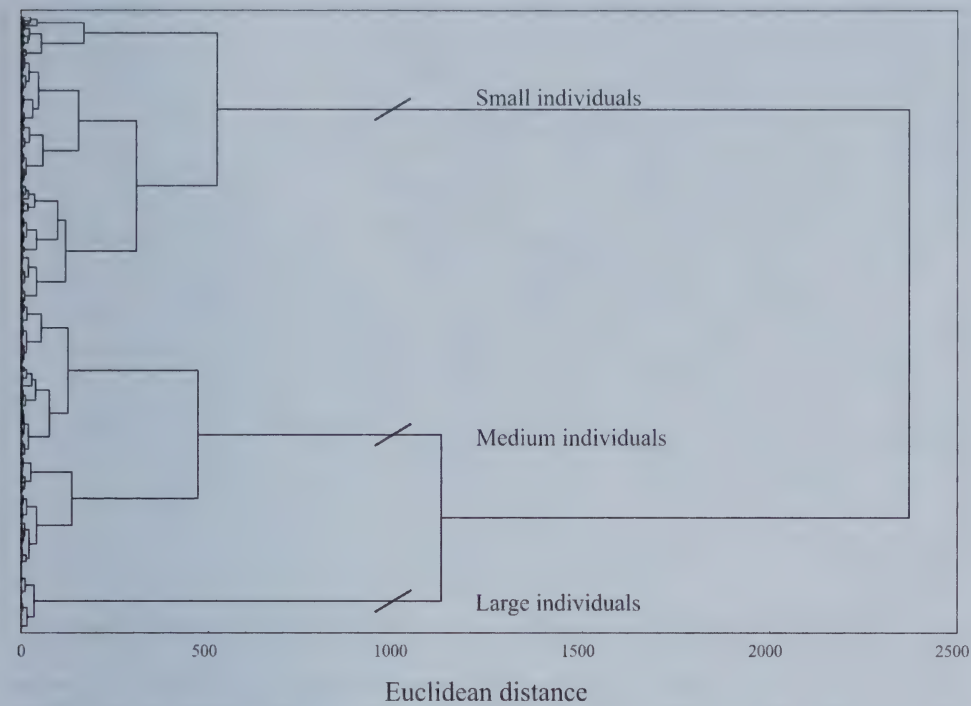 Small individuals
Medium individuals
Large individuals
0 500 1000 1500 2000 2500
Euclidean distance